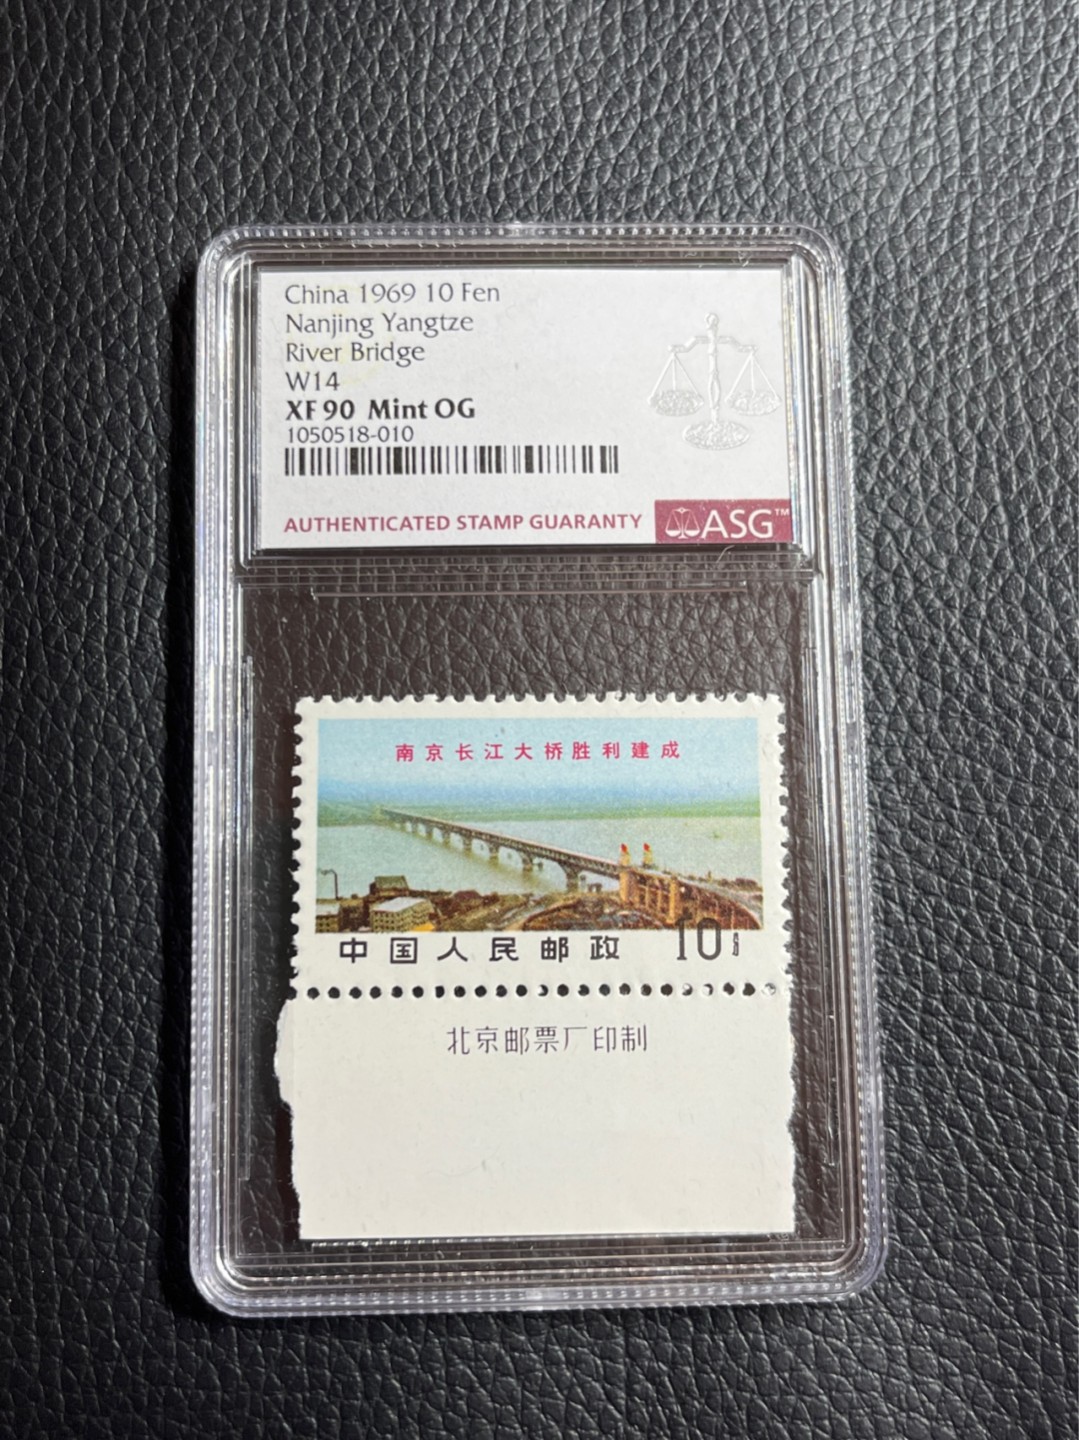 China 1969 10 Fen
Nanjing Yangtze
River Bridge
W14
XF 90 Mint OG
1050518-010
AUTHENTICATED STAMP GUARANTY
ASG™
南京长江大桥胜利建成
中国人民邮政 10分
北京邮票厂印制